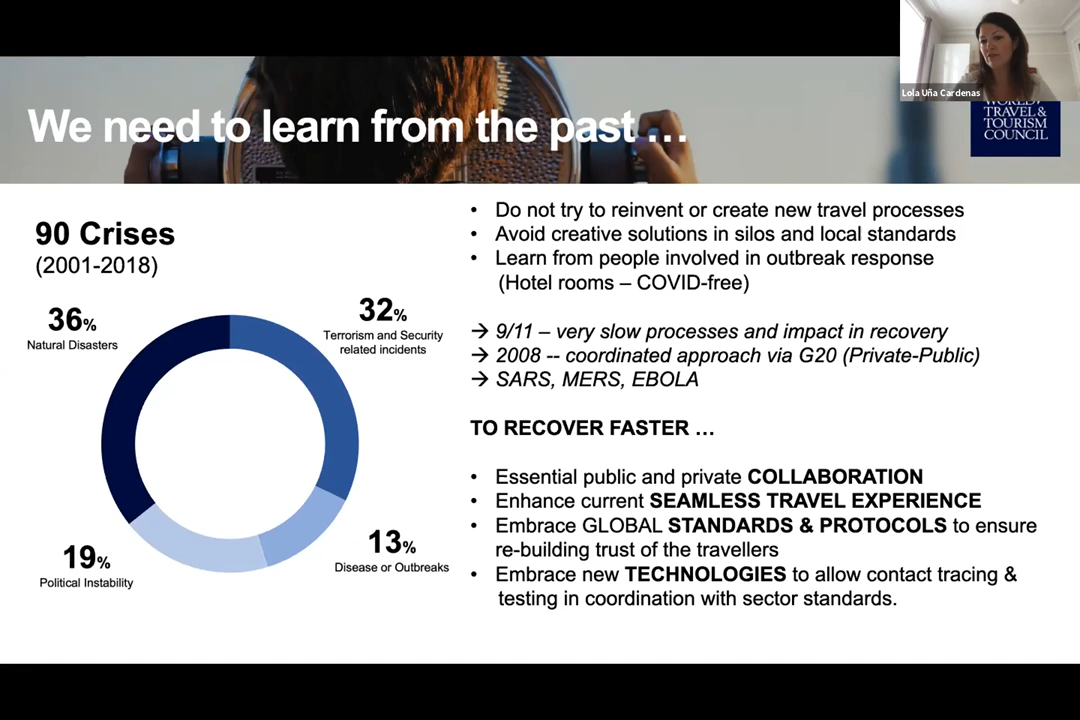 Lola Uña Cardenas
We need to learn from the past …
WORLD
TRAVEL &
TOURISM
COUNCIL
90 Crises
(2001-2018)
36%
Natural Disasters
32%
Terrorism and Security
related incidents
19%
Political Instability
13%
Disease or Outbreaks
• Do not try to reinvent or create new travel processes
• Avoid creative solutions in silos and local standards
• Learn from people involved in outbreak response
(Hotel rooms – COVID-free)
→ 9/11 – very slow processes and impact in recovery
→ 2008 -- coordinated approach via G20 (Private-Public)
→ SARS, MERS, EBOLA
TO RECOVER FASTER …
• Essential public and private COLLABORATION
• Enhance current SEAMLESS TRAVEL EXPERIENCE
• Embrace GLOBAL STANDARDS & PROTOCOLS to ensure
re-building trust of the travellers
• Embrace new TECHNOLOGIES to allow contact tracing &
testing in coordination with sector standards.